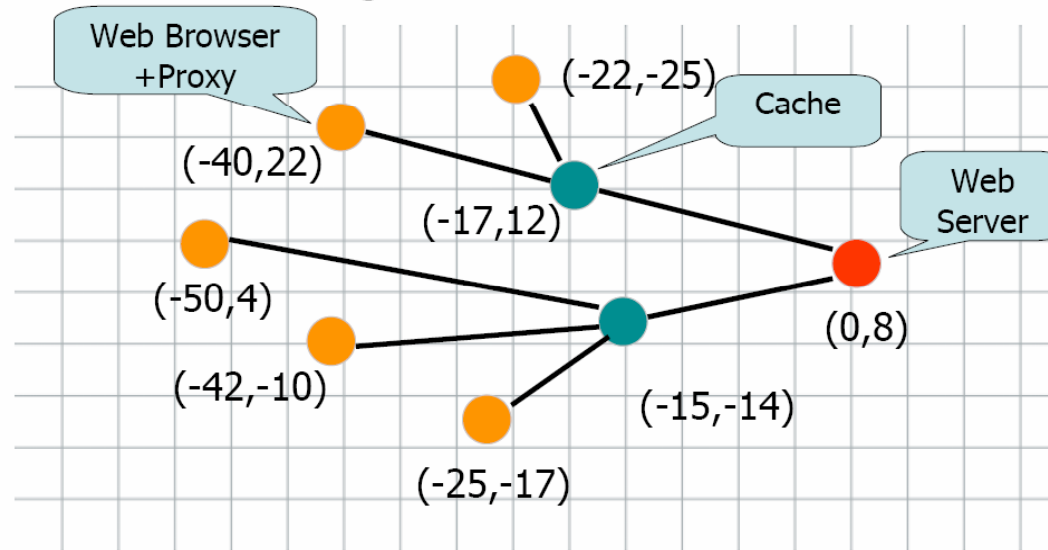 Web Browser
+Proxy
(-22,-25)
Cache
(-40,22)
Web
Server
(-17,12)
(-50,4)
(0,8)
(-42,-10)
(-15,-14)
(-25,-17)